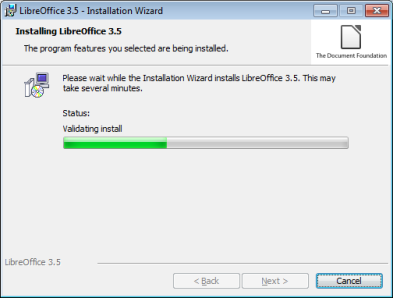 LibreOffice 3.5 - Installation Wizard
Installing LibreOffice 3.5
The program features you selected are being installed.
The Document Foundation
Please wait while the Installation Wizard installs LibreOffice 3.5. This may
take several minutes.
Status:
Validating install
LibreOffice 3.5
< Back
Next >
Cancel